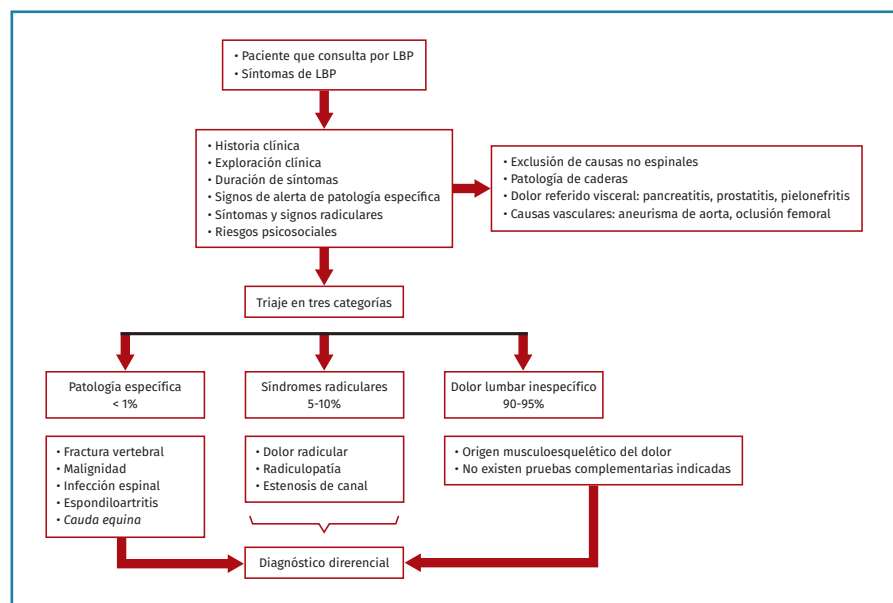 • Paciente que consulta por LBP
• Síntomas de LBP
• Historia clínica
• Exploración clínica
• Duración de síntomas
• Signos de alerta de patología específica
• Síntomas y signos radiculares
• Riesgos psicosociales
• Exclusión de causas no espinales
• Patología de caderas
• Dolor referido visceral: pancreatitis, prostatitis, pielonefritis
• Causas vasculares: aneurisma de aorta, oclusión femoral
Triaje en tres categorías
Patología específica
< 1%
Síndromes radiculares
5-10%
Dolor lumbar inespecífico
90-95%
• Fractura vertebral
• Malignidad
• Infección espinal
• Espondiloartritis
• Cauda equina
• Dolor radicular
• Radiculopatía
• Estenosis de canal
• Origen musculoesquelético del dolor
• No existen pruebas complementarias indicadas
Diagnóstico direrencial